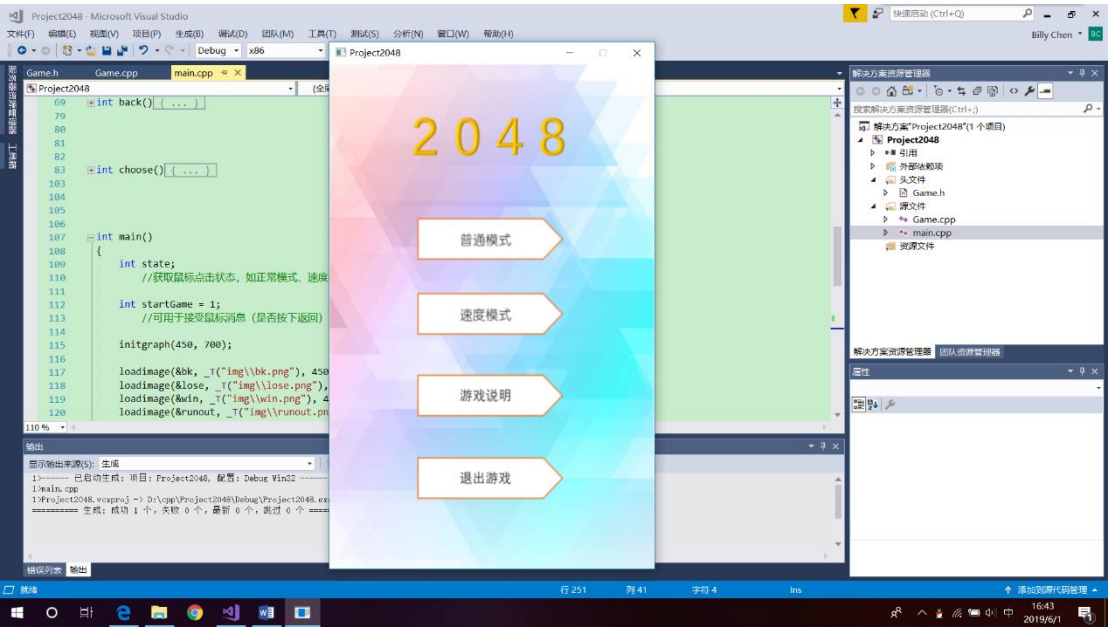 Project2048 - Microsoft Visual Studio
快速启动 (Ctrl+Q)
文件(F) 编辑(E) 视图(V) 项目(P) 生成(B) 调试(D) 团队(M) 工具(T) 测试(S) 分析(N) 窗口(W) 帮助(H)
Billy Chen BC
Debug x86
Game.h Game.cpp main.cpp
Project2048
69 int back(){ ... }
79
80
81
82
83 int choose(){ ... }
103
104
105
106
107 int main()
108 {
109 int state;
110 //获取鼠标点击状态，如正常模式、速度
111
112 int startGame = 1;
113 //可用于接受鼠标消息（是否按下返回）
114
115 initgraph(450, 700);
116
117 loadimage(&bk, _T("img\\bk.png"), 450
118 loadimage(&lose, _T("img\\lose.png"),
119 loadimage(&win, _T("img\\win.png"), 4
120 loadimage(&runout, _T("img\\runout.pn
110 %
输出
显示输出来源(S): 生成
1>------ 已启动生成: 项目: Project2048, 配置: Debug Win32 ------
1>main.cpp
1>Project2048.vcxproj -> D:\cpp\Project2048\Debug\Project2048.exe
========== 生成: 成功 1 个，失败 0 个，最新 0 个，跳过 0 个 ====
错误列表 输出
Project2048
2048
普通模式
速度模式
游戏说明
退出游戏
解决方案资源管理器
搜索解决方案资源管理器(Ctrl+;)
解决方案"Project2048"(1 个项目)
Project2048
引用
外部依赖项
头文件
Game.h
源文件
Game.cpp
main.cpp
资源文件
解决方案资源管理器 团队资源管理器
属性
就绪 行 251 列 41 字符 4 Ins 添加到源代码管理
中 16:43
2019/6/1